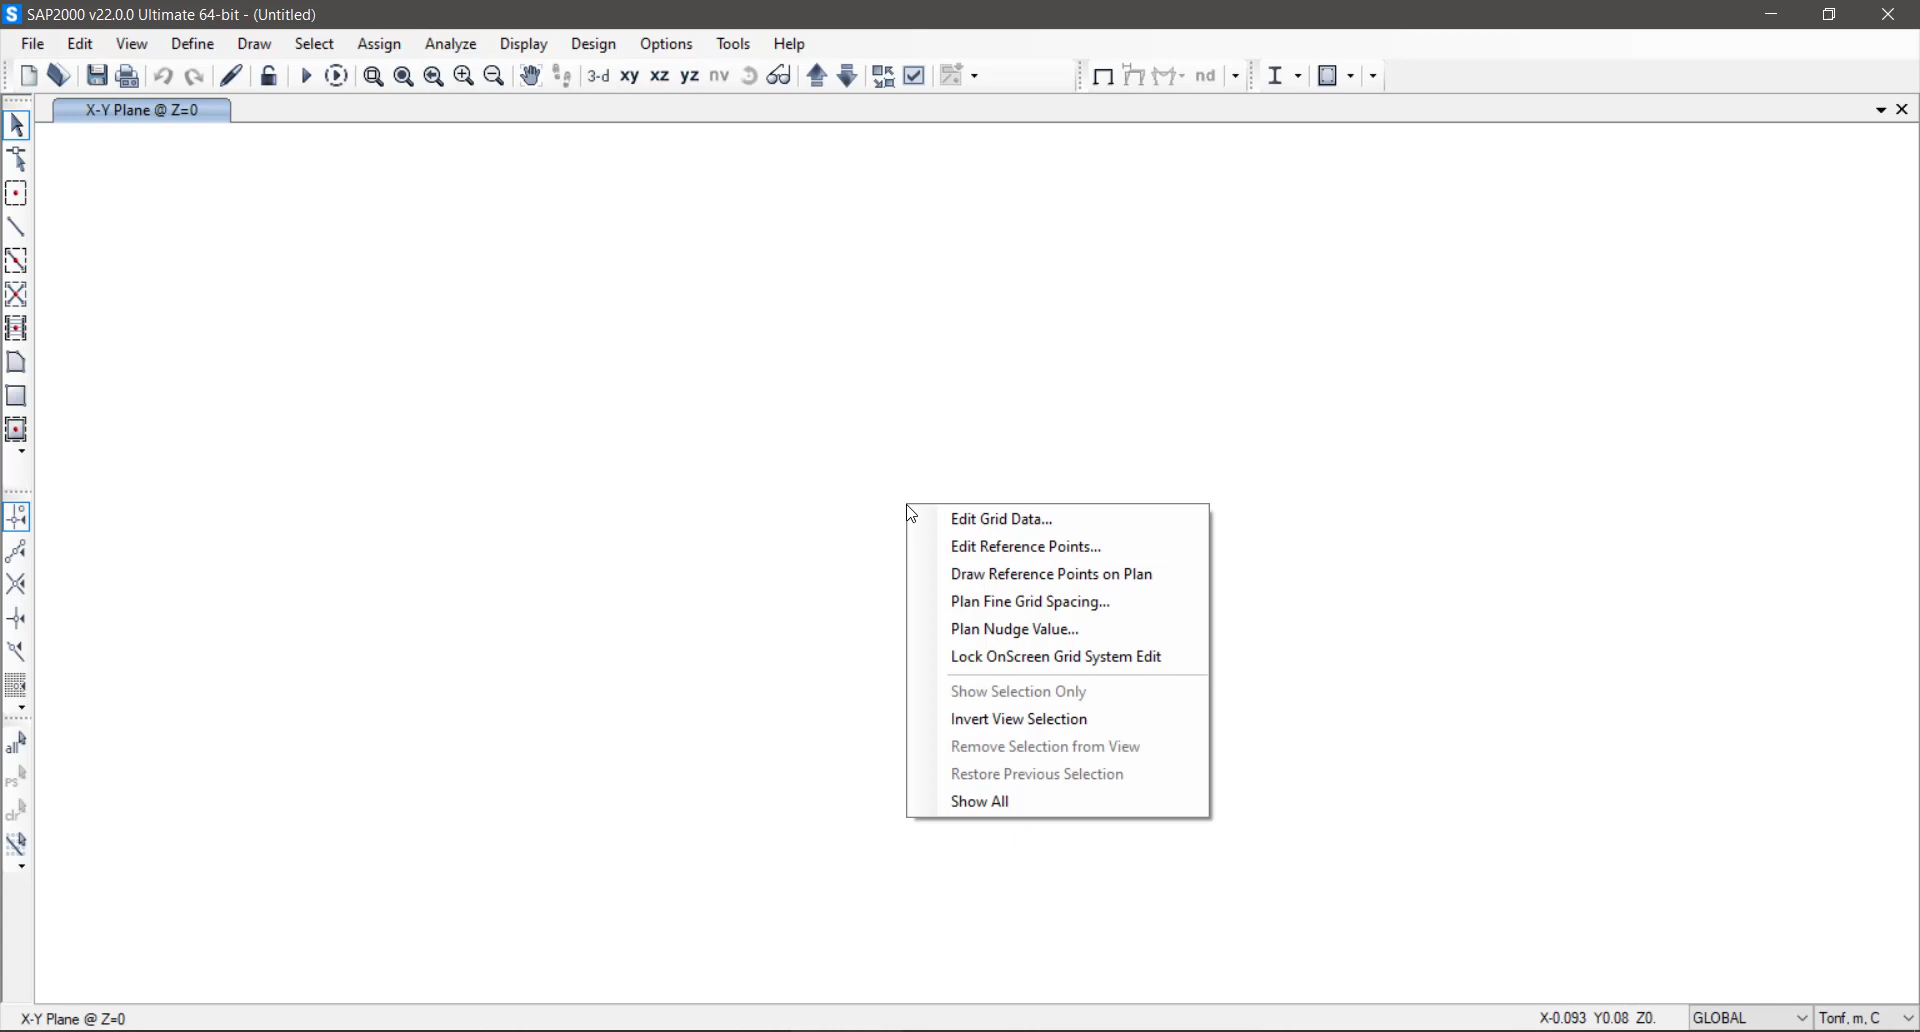 S SAP2000 v22.0.0 Ultimate 64-bit - (Untitled)
File Edit View Define Draw Select Assign Analyze Display Design Options Tools Help
3-d xy xz yz nv nd
X-Y Plane @ Z=0
Edit Grid Data...
Edit Reference Points...
Draw Reference Points on Plan
Plan Fine Grid Spacing...
Plan Nudge Value...
Lock OnScreen Grid System Edit
Show Selection Only
Invert View Selection
Remove Selection from View
Restore Previous Selection
Show All
all
ps
clr
X-Y Plane @ Z=0 X-0.093 Y0.08 Z0. GLOBAL Tonf, m, C